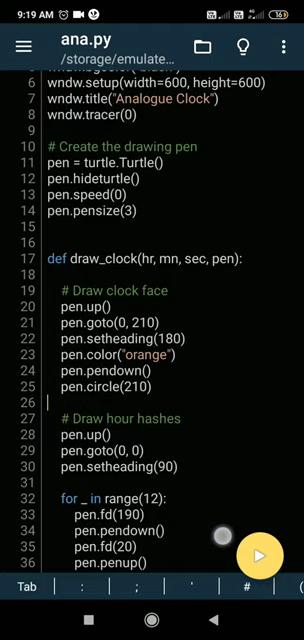 9:19 AM
16
ana.py
/storage/emulate...
5 wndw.bgcolor("black")
6 wndw.setup(width=600, height=600)
7 wndw.title("Analogue Clock")
8 wndw.tracer(0)
9
10 # Create the drawing pen
11 pen = turtle.Turtle()
12 pen.hideturtle()
13 pen.speed(0)
14 pen.pensize(3)
15
16
17 def draw_clock(hr, mn, sec, pen):
18
19 # Draw clock face
20 pen.up()
21 pen.goto(0, 210)
22 pen.setheading(180)
23 pen.color("orange")
24 pen.pendown()
25 pen.circle(210)
26
27 # Draw hour hashes
28 pen.up()
29 pen.goto(0, 0)
30 pen.setheading(90)
31
32 for _ in range(12):
33 pen.fd(190)
34 pen.pendown()
35 pen.fd(20)
36 pen.penup()
Tab : ; ' # (